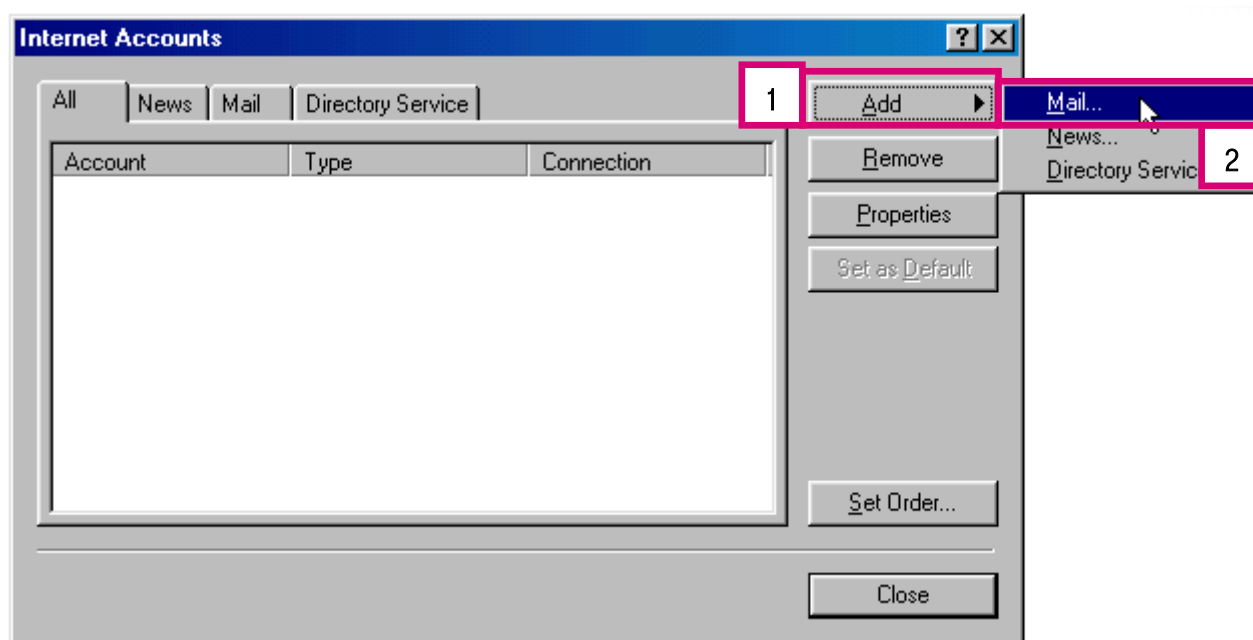 Internet Accounts
All News Mail Directory Service
1
Add
Mail...
News...
Directory Servic
2
Account Type Connection
Remove
Properties
Set as Default
Set Order...
Close